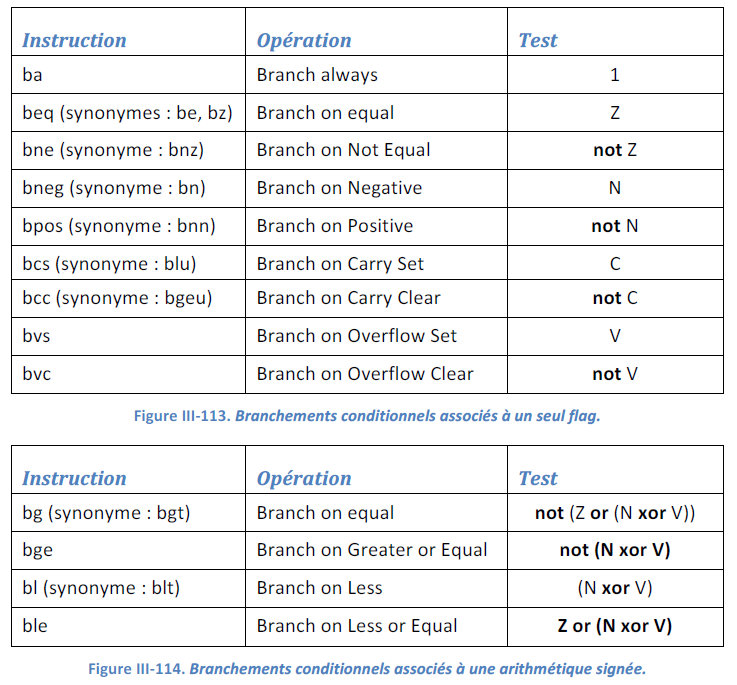 Instruction Opération Test
ba Branch always 1
beq (synonymes : be, bz) Branch on equal Z
bne (synonyme : bnz) Branch on Not Equal not Z
bneg (synonyme : bn) Branch on Negative N
bpos (synonyme : bnn) Branch on Positive not N
bcs (synonyme : blu) Branch on Carry Set C
bcc (synonyme : bgeu) Branch on Carry Clear not C
bvs Branch on Overflow Set V
bvc Branch on Overflow Clear not V
Figure III-113. Branchements conditionnels associés à un seul flag.
Instruction Opération Test
bg (synonyme : bgt) Branch on equal not (Z or (N xor V))
bge Branch on Greater or Equal not (N xor V)
bl (synonyme : blt) Branch on Less (N xor V)
ble Branch on Less or Equal Z or (N xor V)
Figure III-114. Branchements conditionnels associés à une arithmétique signée.